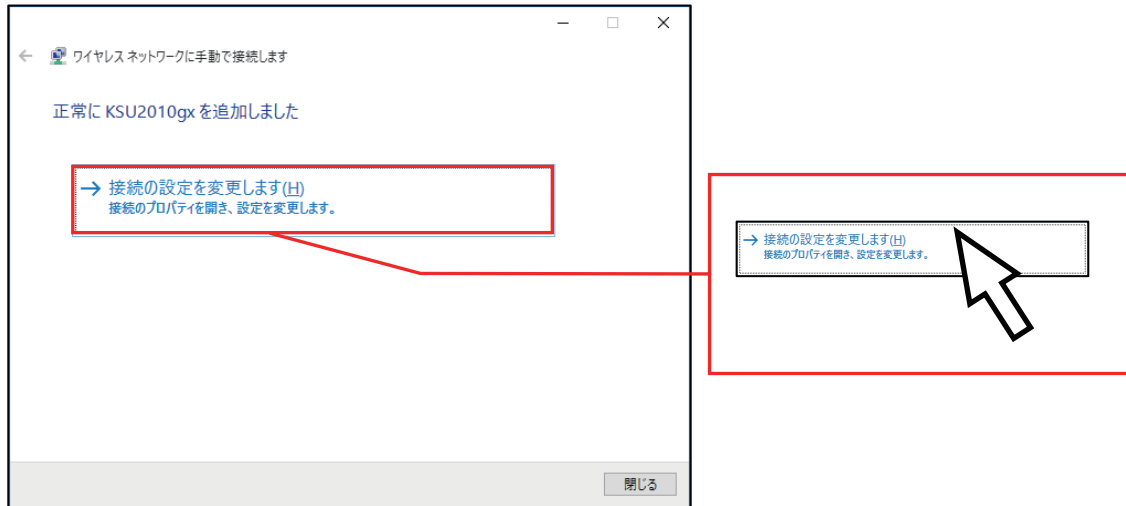 ワイヤレス ネットワークに手動で接続します
正常に KSU2010gx を追加しました
接続の設定を変更します(H)
接続のプロパティを開き、設定を変更します。
接続の設定を変更します(H)
接続のプロパティを開き、設定を変更します。
閉じる